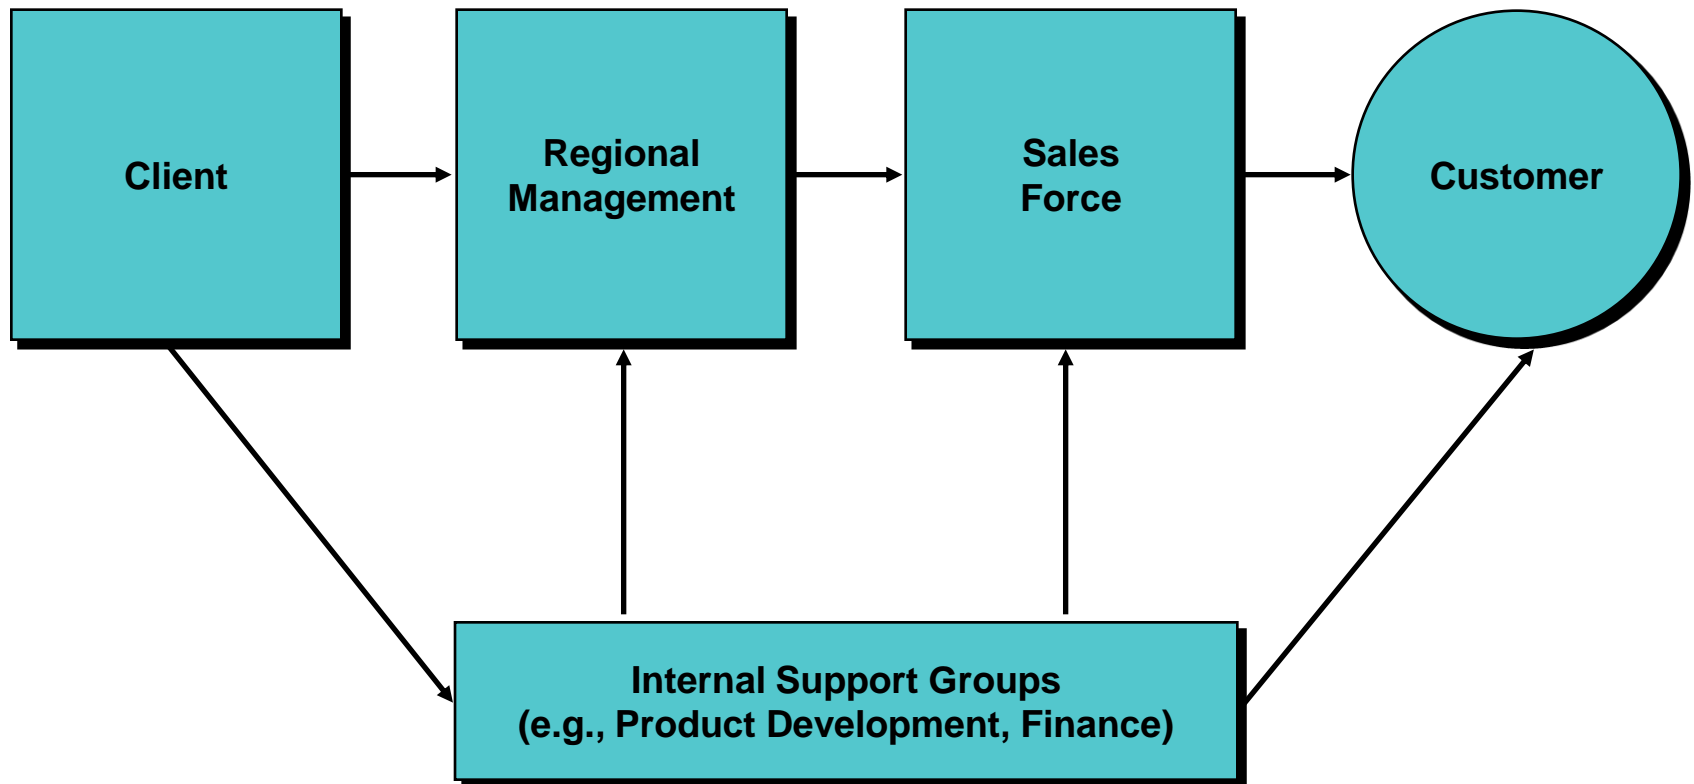 Client
Regional
Management
Sales
Force
Customer
Internal Support Groups
(e.g., Product Development, Finance)